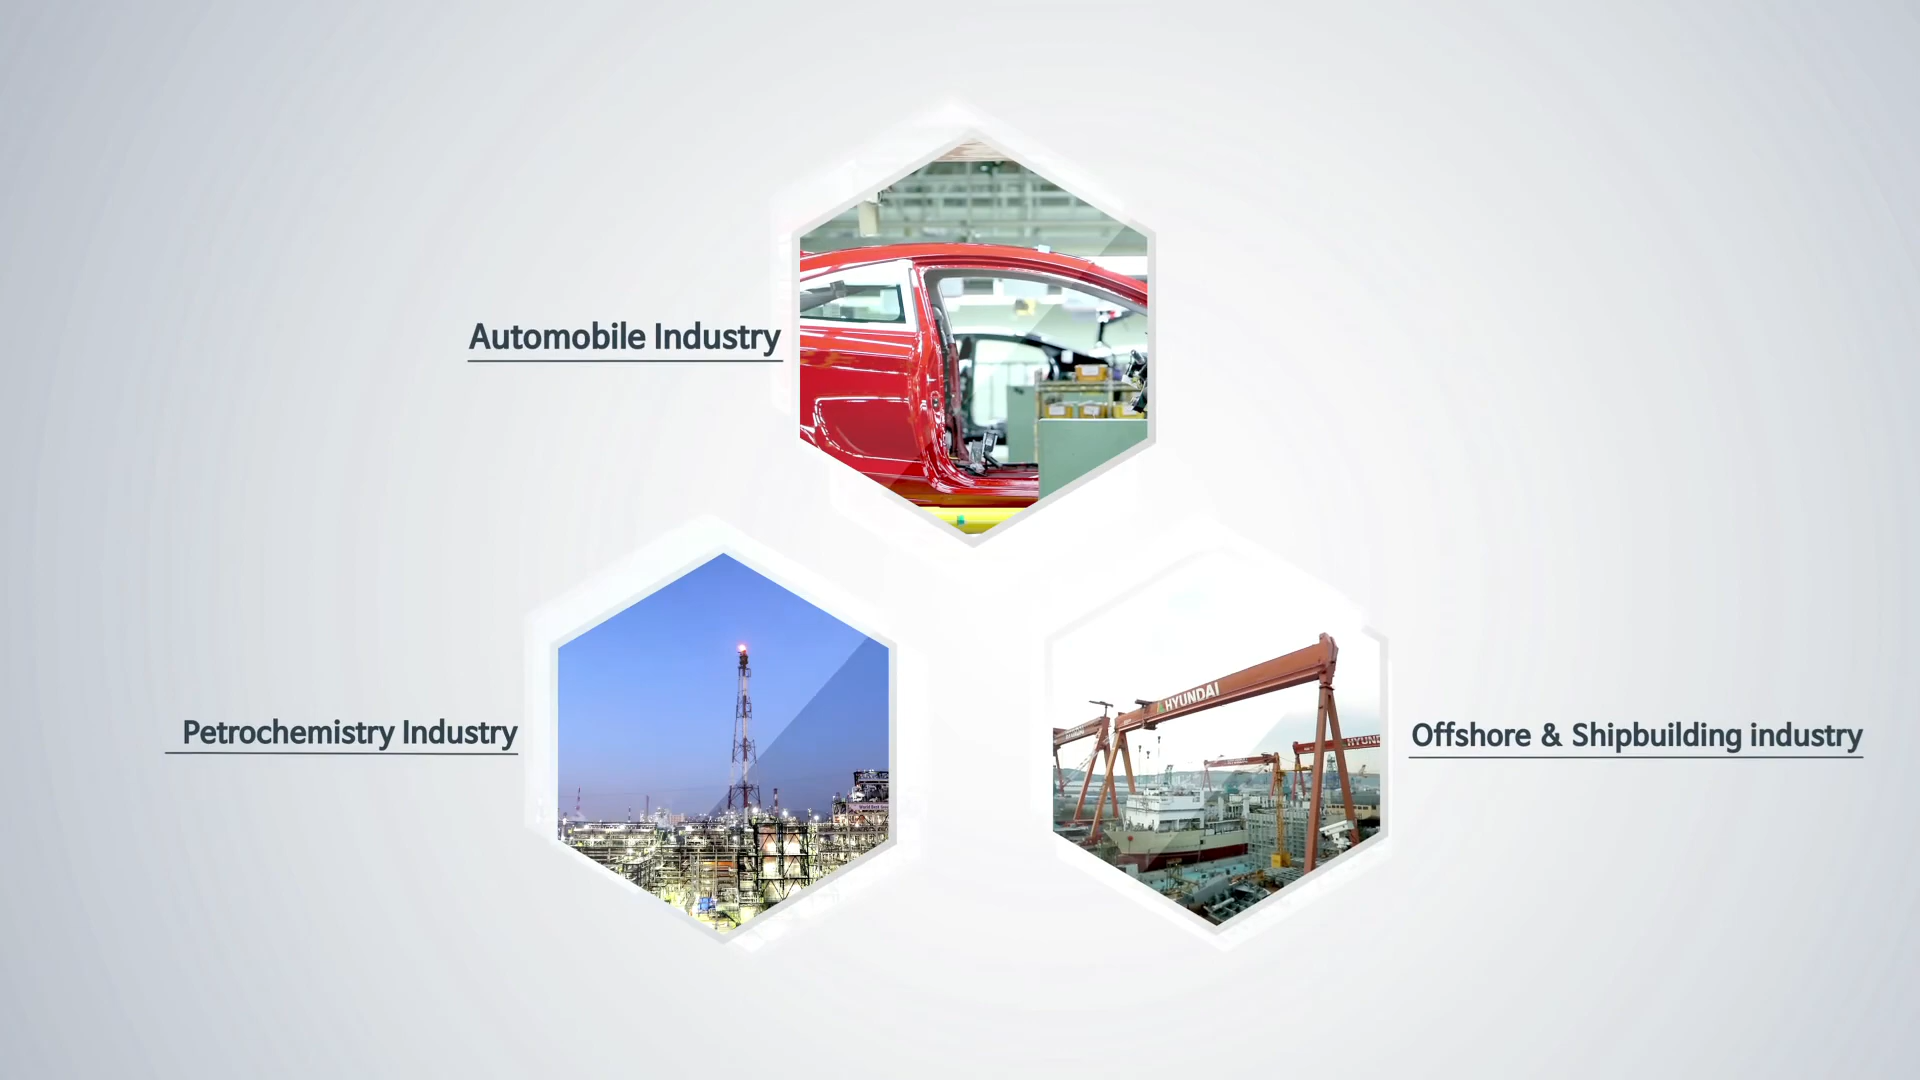 Automobile Industry
Petrochemistry Industry
HYUNDAI
Offshore & Shipbuilding industry